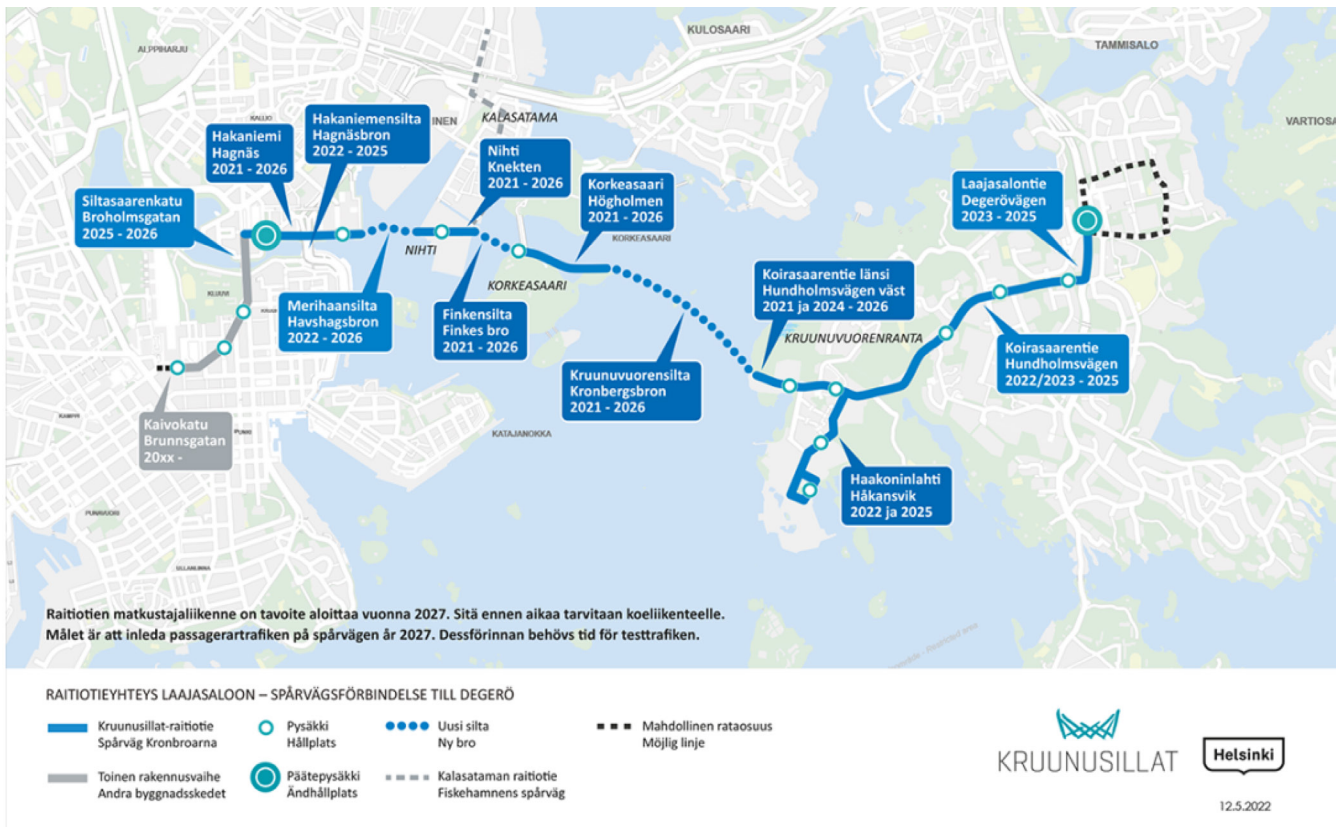 KULOSAARI
ALPPIHARJU
TAMMISALO
KALLIO
INEN
KALASATAMA
VARTIOSA
Hakaniemensilta
Hagnäsbron
2022 - 2025
Hakaniemi
Hagnäs
2021 - 2026
Nihti
Knekten
2021 - 2026
Korkeasaari
Högholmen
2021 - 2026
Laajasalontie
Degerövägen
2023 - 2025
Siltasaarenkatu
Broholmsgatan
2025 - 2026
NIHTI
KORKEASAARI
KORKEASAARI
Koirasaarentie länsi
Hundholmsvägen väst
2021 ja 2024 - 2026
KLUUVI
Merihaansilta
Havshagsbron
2022 - 2026
Finkensilta
Finkes bro
2021 - 2026
KRUUNUVUORENRANTA
Koirasaarentie
Hundholmsvägen
2022/2023 - 2025
Kruunuvuorensilta
Kronbergsbron
2021 - 2026
Kaivokatu
Brunnsgatan
20xx -
KAMPPI
KATAJANOKKA
Haakoninlahti
Håkansvik
2022 ja 2025
PUNAVUORI
ULLANLINNA
Raitiotien matkustajaliikenne on tavoite aloittaa vuonna 2027. Sitä ennen aikaa tarvitaan koeliikenteelle.
Målet är att inleda passagerartrafiken på spårvägen år 2027. Dessförinnan behövs tid för testtrafiken.
RAITIOTIEYHTEYS LAAJASALOON – SPÅRVÄGSFÖRBINDELSE TILL DEGERÖ
Kruunusillat-raitiotie
Spårväg Kronbroarna
Pysäkki
Hållplats
Uusi silta
Ny bro
Mahdollinen rataosuus
Möjlig linje
Toinen rakennusvaihe
Andra byggnadsskedet
Päätepysäkki
Ändhållplats
Kalasataman raitiotie
Fiskehamnens spårväg
KRUUNUSILLAT
Helsinki
12.5.2022